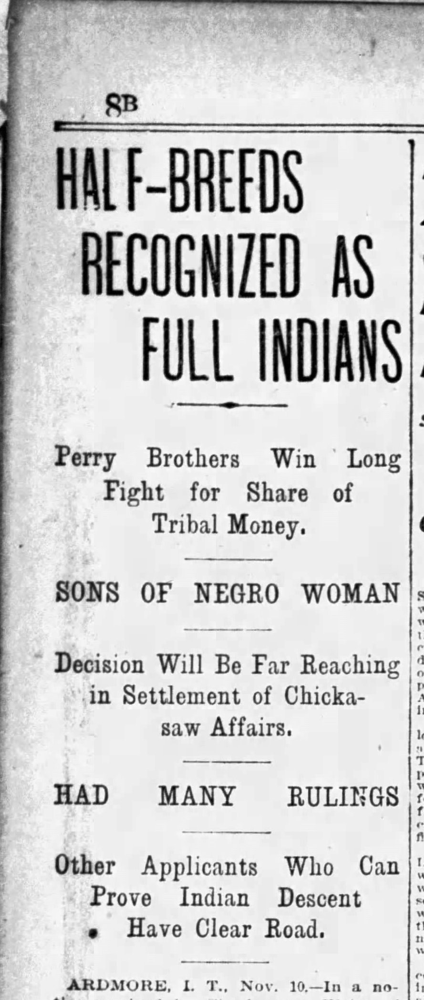 8B
HALF-BREEDS
RECOGNIZED AS
FULL INDIANS
Perry Brothers Win Long
Fight for Share of
Tribal Money.
SONS OF NEGRO WOMAN
Decision Will Be Far Reaching
in Settlement of Chicka-
saw Affairs.
HAD MANY RULINGS
Other Applicants Who Can
Prove Indian Descent
Have Clear Road.
ARDMORE, I. T., Nov. 10.—In a no-